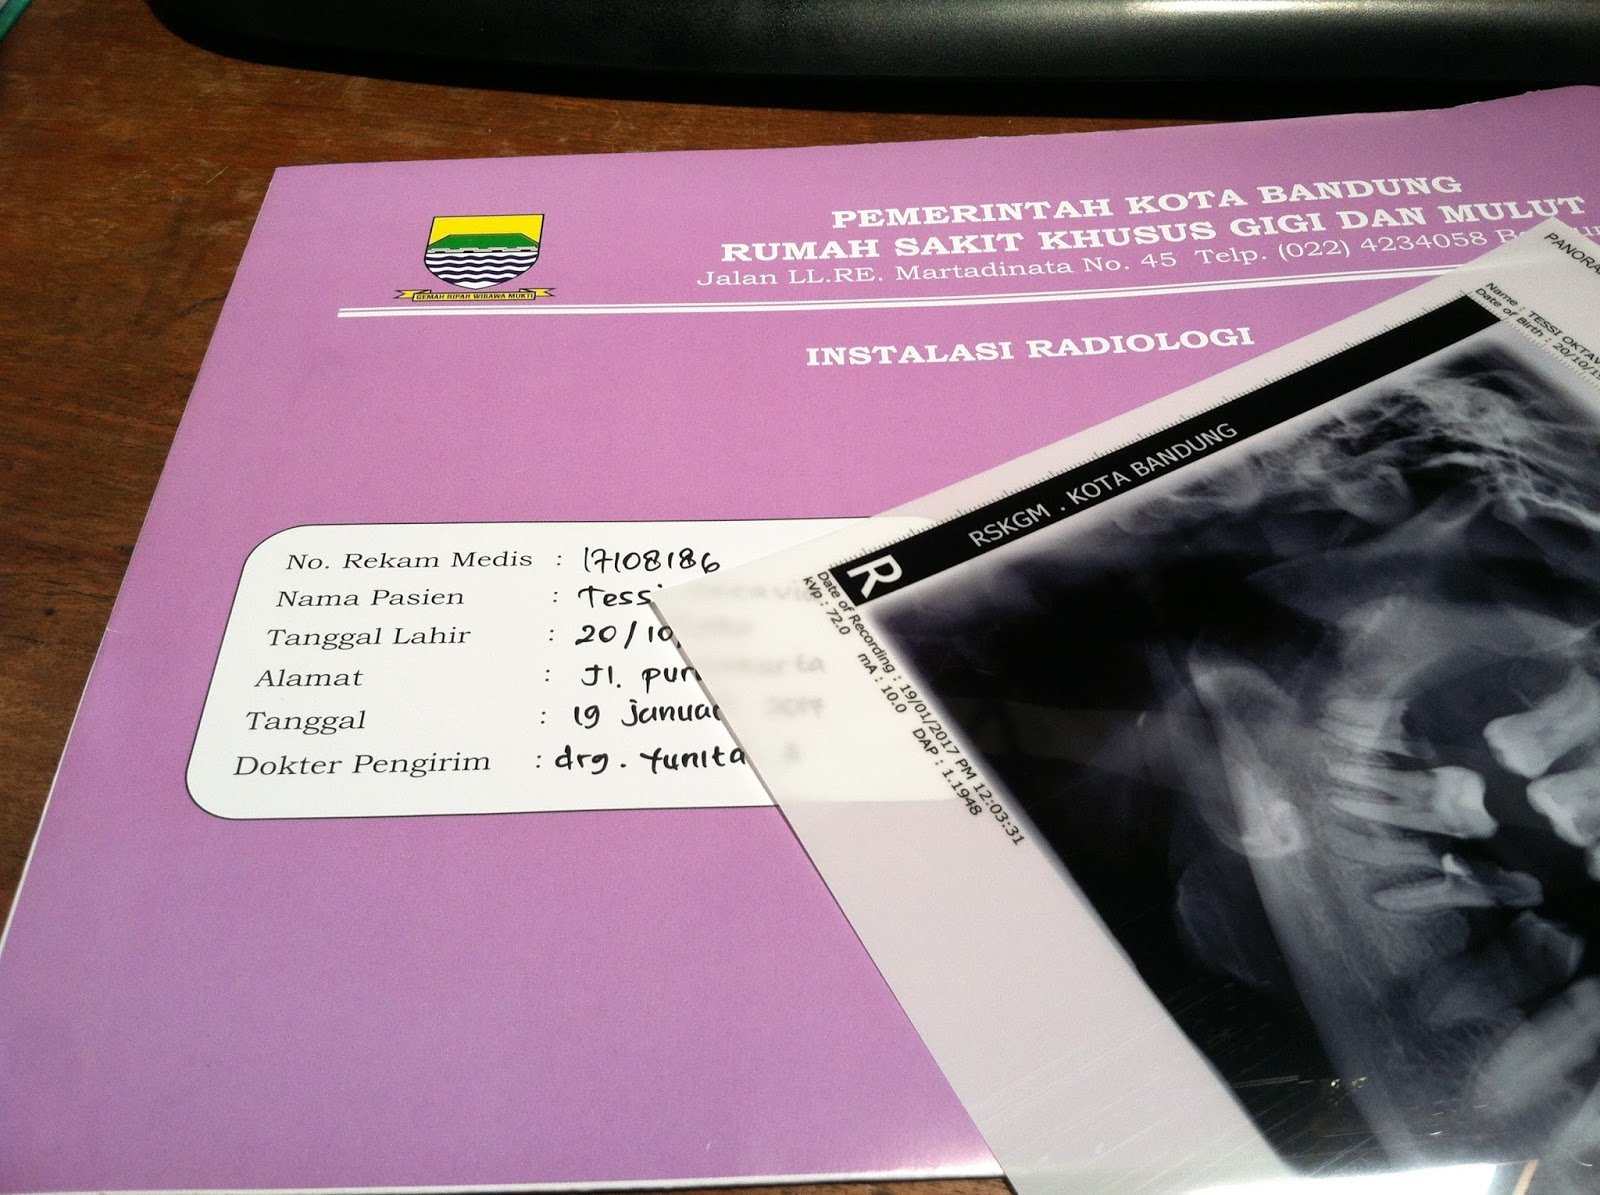 PEMERINTAH KOTA BANDUNG
RUMAH SAKIT KHUSUS GIGI DAN MULUT
Jalan LL.RE. Martadinata No. 45 Telp. (022) 4234058
GEMAH RIPAH WIBAWA MUKTI
INSTALASI RADIOLOGI
No. Rekam Medis : 17108186
Nama Pasien : Tessi
Tanggal Lahir : 20/10
Alamat : Jl.
Tanggal : 19
Dokter Pengirim : drg. Yunita
Name : TESSI
Date of Birth : 20/10/
RSKGM . KOTA BANDUNG
R
Date of Recording : 19/01/2017 PM 12:03:31
kVp : 72.0 mA : 10.0 DAP : 1.1948